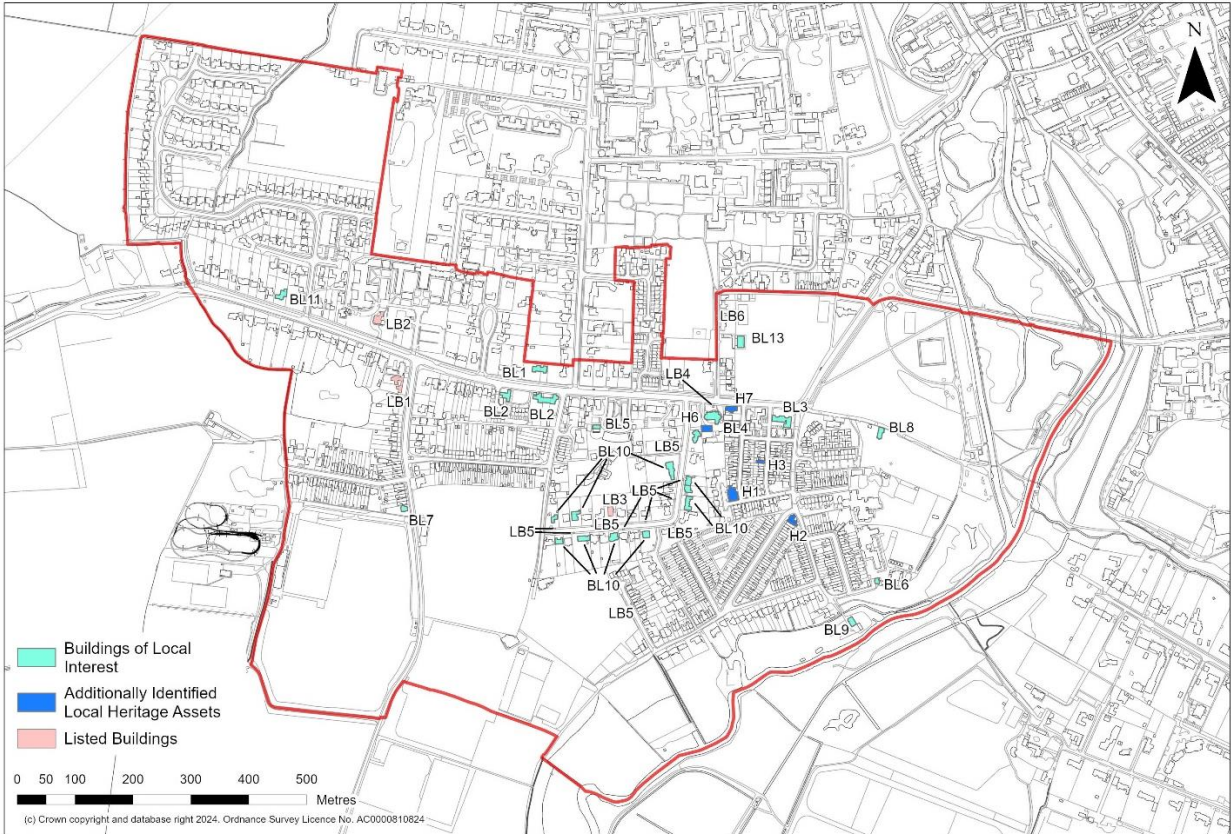 N
BL11
LB2
LB6
BL13
BL1
LB4
H7
LB1
BL2
BL2
H6
BL4
BL3
BL5
BL8
LB5
BL10
H3
LB5
H1
LB3
BL7
LB5
LB5
LB5
BL10
H2
BL10
BL6
LB5
BL9
Buildings of Local
Interest
Additionally Identified
Local Heritage Assets
Listed Buildings
0 50 100 200 300 400 500
Metres
(c) Crown copyright and database right 2024. Ordnance Survey Licence No. AC0000810824